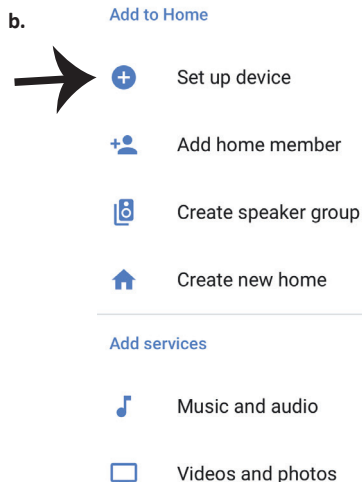 b.
Add to Home
Set up device
Add home member
Create speaker group
Create new home
Add services
Music and audio
Videos and photos